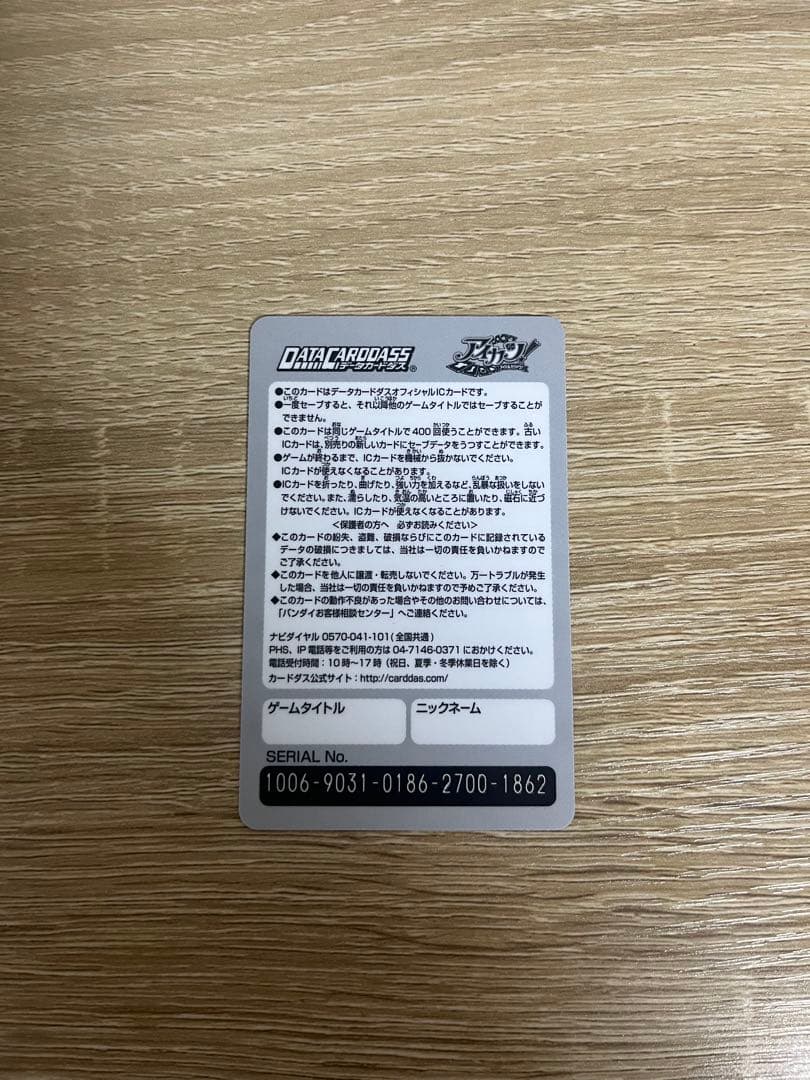 DATA CARDDASS
データカードダス®
アイカツ!
●このカードはデータカードダスオフィシャルICカードです。
●一度セーブすると、それ以降他のゲームタイトルではセーブすることが
できません。
●このカードは同じゲームタイトルで400回使うことができます。古い
ICカードは、別売りの新しいカードにセーブデータをうつすことができます。
●ゲームが終わるまで、ICカードを機械から抜かないでください。
ICカードが使えなくなることがあります。
●ICカードを折ったり、曲げたり、強い力を加えるなど、乱暴な扱いをしない
でください。また、濡らしたり、気温の高いところに置いたり、磁石に近づ
けないでください。ICカードが使えなくなることがあります。
<保護者の方へ 必ずお読みください>
◆このカードの紛失、盗難、破損ならびにこのカードに記録されている
データの破損につきましては、当社は一切の責任を負いかねますので
ご了承ください。
◆このカードを他人に譲渡・転売しないでください。万一トラブルが発生
した場合、当社は一切の責任を負いかねますので予めご了承ください。
◆このカードの動作不良があった場合やその他のお問い合わせについては、
「バンダイお客様相談センター」へご連絡ください。
ナビダイヤル 0570-041-101(全国共通)
PHS、IP電話等をご利用の方は 04-7146-0371 におかけください。
電話受付時間:10時～17時(祝日、夏季・冬季休業日を除く)
カードダス公式サイト:http://carddas.com/
ゲームタイトル
ニックネーム
SERIAL No.
1006-9031-0186-2700-1862